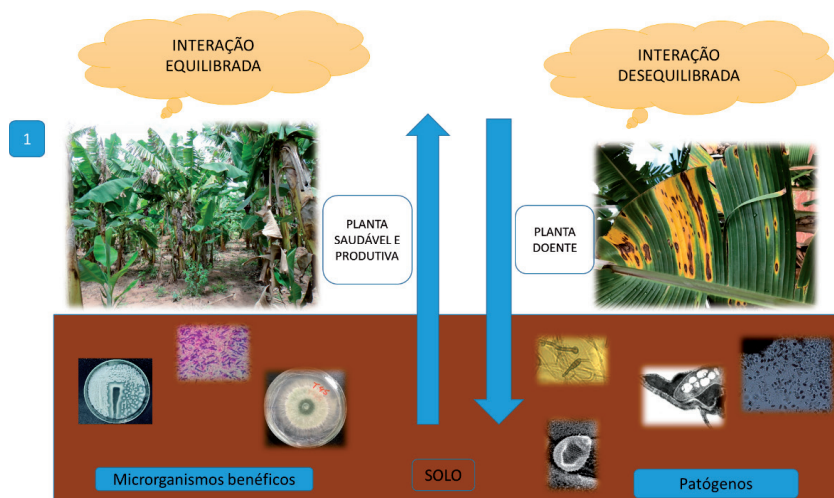 INTERAÇÃO
EQUILIBRADA
INTERAÇÃO
DESEQUILIBRADA
1
PLANTA
SAUDÁVEL E
PRODUTIVA
PLANTA
DOENTE
Microrganismos benéficos
SOLO
Patógenos